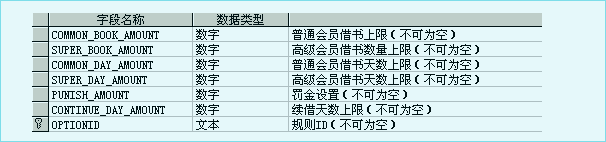 字段名称 数据类型
COMMON_BOOK_AMOUNT 数字 普通会员借书上限（不可为空）
SUPER_BOOK_AMOUNT 数字 高级会员借书数量上限（不可为空）
COMMON_DAY_AMOUNT 数字 普通会员借书天数上限（不可为空）
SUPER_DAY_AMOUNT 数字 高级会员借书天数上限（不可为空）
PUNISH_AMOUNT 数字 罚金设置（不可为空）
CONTINUE_DAY_AMOUNT 数字 续借天数上限（不可为空）
OPTIONID 文本 规则ID（不可为空）